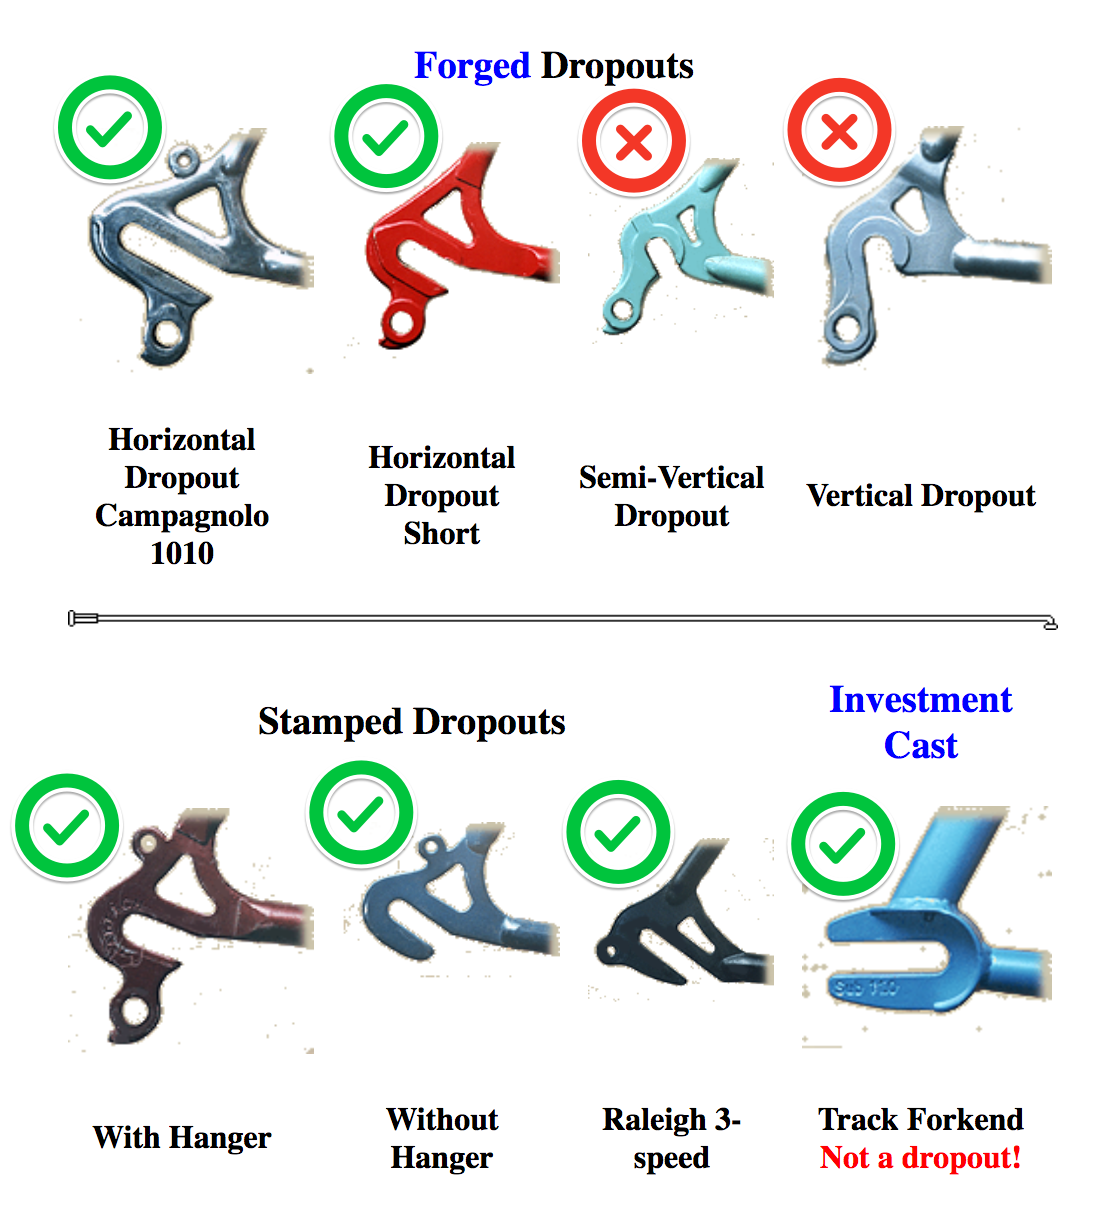 Forged Dropouts
Horizontal
Dropout
Campagnolo
1010
Horizontal
Dropout
Short
Semi-Vertical
Dropout
Vertical Dropout
Stamped Dropouts
Investment
Cast
With Hanger
Without
Hanger
Raleigh 3-
speed
Track Forkend
Not a dropout!